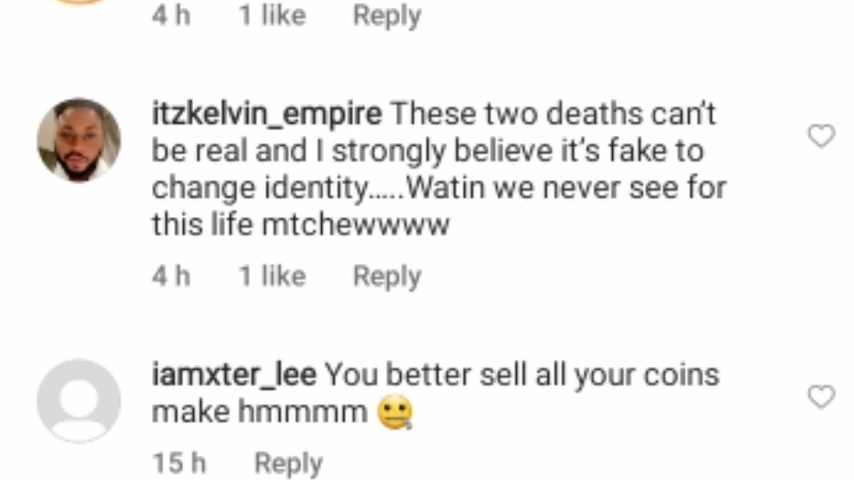 4 h 1 like Reply
itzkelvin_empire These two deaths can't
be real and I strongly believe it's fake to
change identity.....Watin we never see for
this life mtchewwww
4 h 1 like Reply
iamxter_lee You better sell all your coins
make hmmmm 🤐
15 h Reply